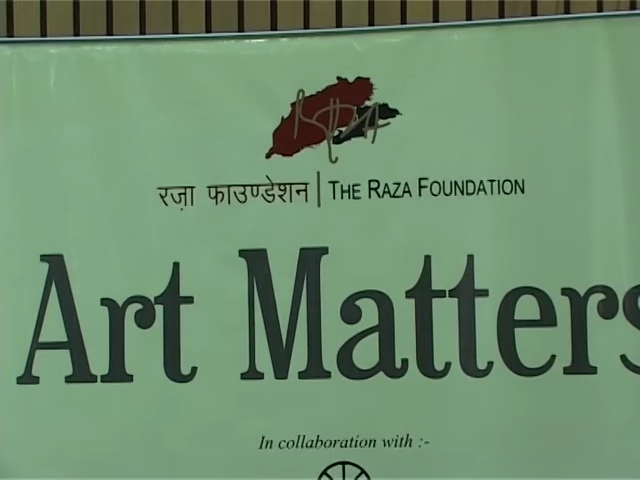 रज़ा फाउण्डेशन | THE RAZA FOUNDATION
Art Matters
In collaboration with :-